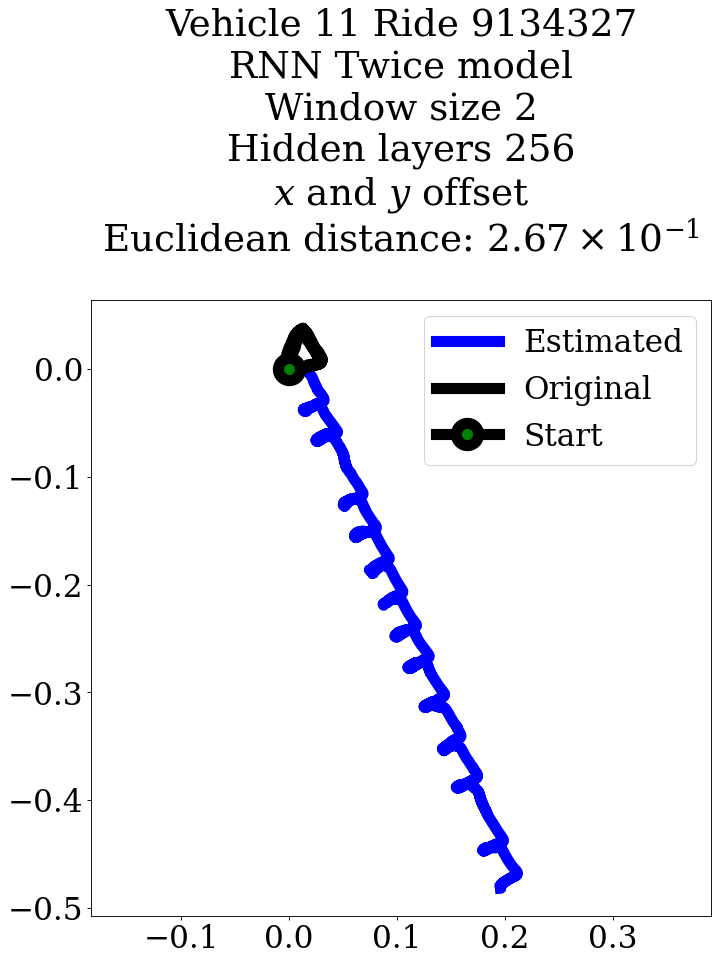 Vehicle 11 Ride 9134327
RNN Twice model
Window size 2
Hidden layers 256
x and y offset
Euclidean distance: 2.67 × 10⁻¹
Estimated
Original
Start
0.0
−0.1
−0.2
−0.3
−0.4
−0.5
−0.1
0.0
0.1
0.2
0.3